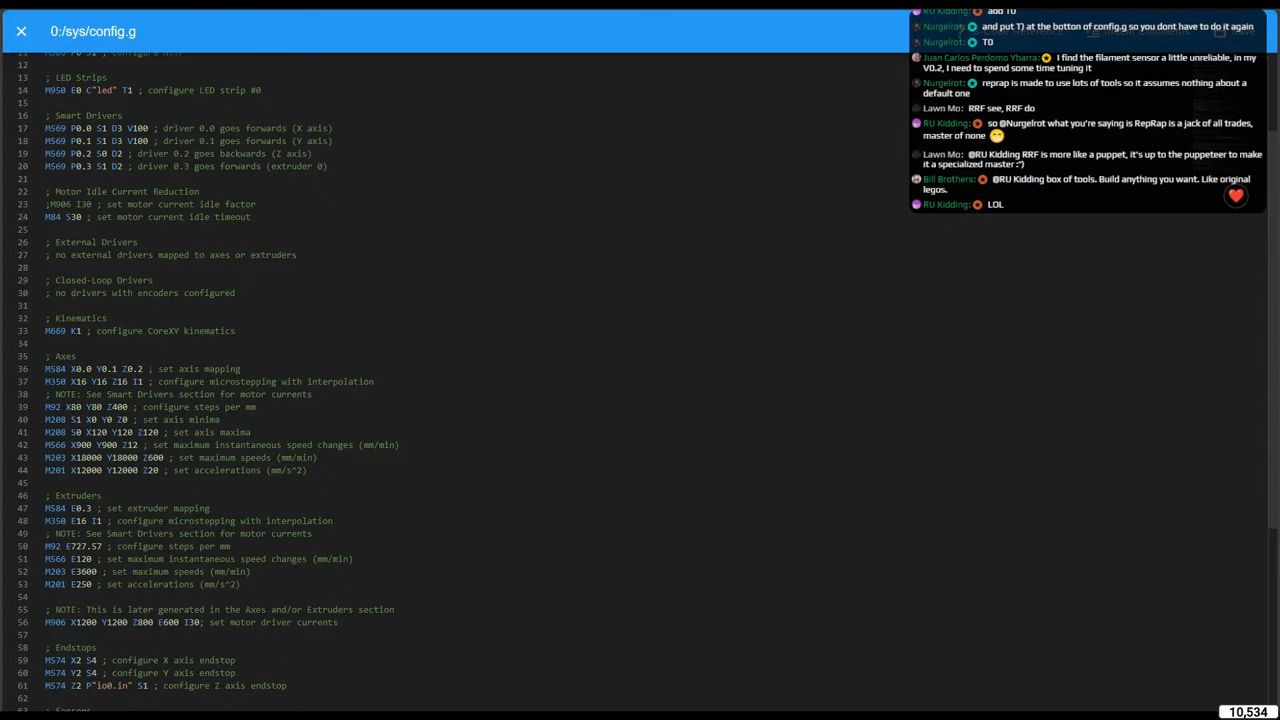 0:/sys/config.g
12
13 ; LED Strips
14 M950 E0 C"led" T1 ; configure LED strip #0
15
16 ; Smart Drivers
17 M569 P0.0 S1 D3 V100 ; driver 0.0 goes forwards (X axis)
18 M569 P0.1 S1 D3 V100 ; driver 0.1 goes forwards (Y axis)
19 M569 P0.2 S0 D2 ; driver 0.2 goes backwards (Z axis)
20 M569 P0.3 S1 D2 ; driver 0.3 goes forwards (extruder 0)
21
22 ; Motor Idle Current Reduction
23 ;M906 I30 ; set motor current idle factor
24 M84 S30 ; set motor current idle timeout
25
26 ; External Drivers
27 ; no external drivers mapped to axes or extruders
28
29 ; Closed-Loop Drivers
30 ; no drivers with encoders configured
31
32 ; Kinematics
33 M669 K1 ; configure CoreXY kinematics
34
35 ; Axes
36 M584 X0.0 Y0.1 Z0.2 ; set axis mapping
37 M350 X16 Y16 Z16 I1 ; configure microstepping with interpolation
38 ; NOTE: See Smart Drivers section for motor currents
39 M92 X80 Y80 Z400 ; configure steps per mm
40 M208 S1 X0 Y0 Z0 ; set axis minima
41 M208 S0 X120 Y120 Z120 ; set axis maxima
42 M566 X900 Y900 Z12 ; set maximum instantaneous speed changes (mm/min)
43 M203 X18000 Y18000 Z600 ; set maximum speeds (mm/min)
44 M201 X12000 Y12000 Z20 ; set accelerations (mm/s^2)
45
46 ; Extruders
47 M584 E0.3 ; set extruder mapping
48 M350 E16 I1 ; configure microstepping with interpolation
49 ; NOTE: See Smart Drivers section for motor currents
50 M92 E727.57 ; configure steps per mm
51 M566 E120 ; set maximum instantaneous speed changes (mm/min)
52 M203 E3600 ; set maximum speeds (mm/min)
53 M201 E250 ; set accelerations (mm/s^2)
54
55 ; NOTE: This is later generated in the Axes and/or Extruders section
56 M906 X1200 Y1200 Z800 E600 I30; set motor driver currents
57
58 ; Endstops
59 M574 X2 S4 ; configure X axis endstop
60 M574 Y2 S4 ; configure Y axis endstop
61 M574 Z2 P"io0.in" S1 ; configure Z axis endstop
62
RU Kidding: add T0
Nurgelrot: and put T) at the botton of config.g so you dont have to do it again
Nurgelrot: T0
Juan Carlos Perdomo Ybarra: I find the filament sensor a little unreliable, in my
V0.2, I need to spend some time tuning it
Nurgelrot: reprap is made to use lots of tools so it assumes nothing about a
default one
Lawn Mo: RRF see, RRF do
RU Kidding: so @Nurgelrot what you're saying is RepRap is a jack of all trades,
master of none 😁
Lawn Mo: @RU Kidding RRF is more like a puppet, it's up to the puppeteer to make
it a specialized master :")
Bill Brothers: @RU Kidding box of tools. Build anything you want. Like original
legos.
RU Kidding: LOL
10,534